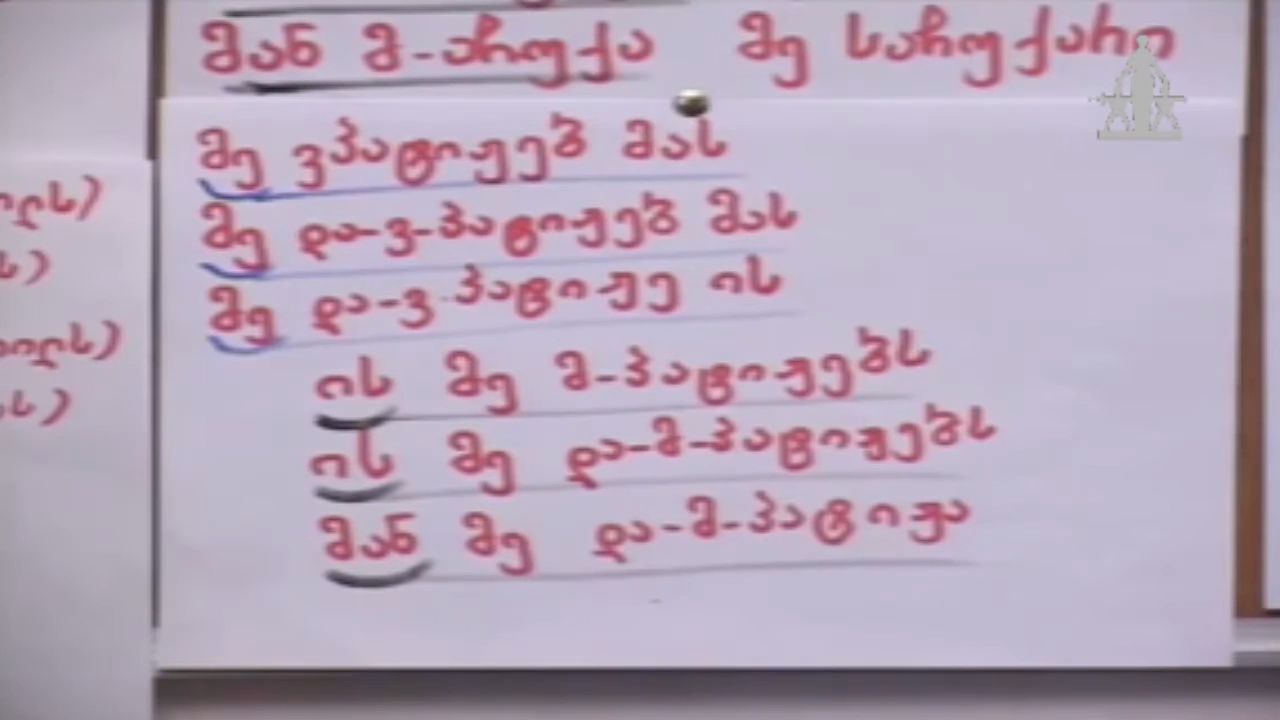 მან მ-აჩუქა მე საჩუქარი
მე ვპატიჟებ მას
მე და-ვ-პატიჟებ მას
მე და-ვ-პატიჟე ის
ის მე მ-პატიჟებს
ის მე და-მ-პატიჟებს
მან მე და-მ-პატიჟა